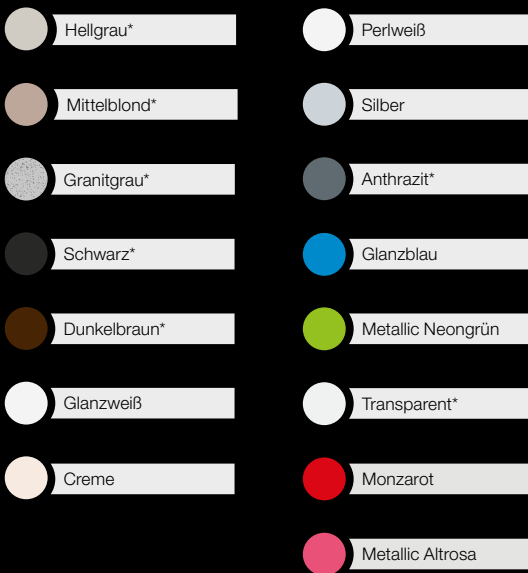 Hellgrau*
Mittelblond*
Granitgrau*
Schwarz*
Dunkelbraun*
Glanzweiß
Creme
Perlweiß
Silber
Anthrazit*
Glanzblau
Metallic Neongrün
Transparent*
Monzarot
Metallic Altrosa